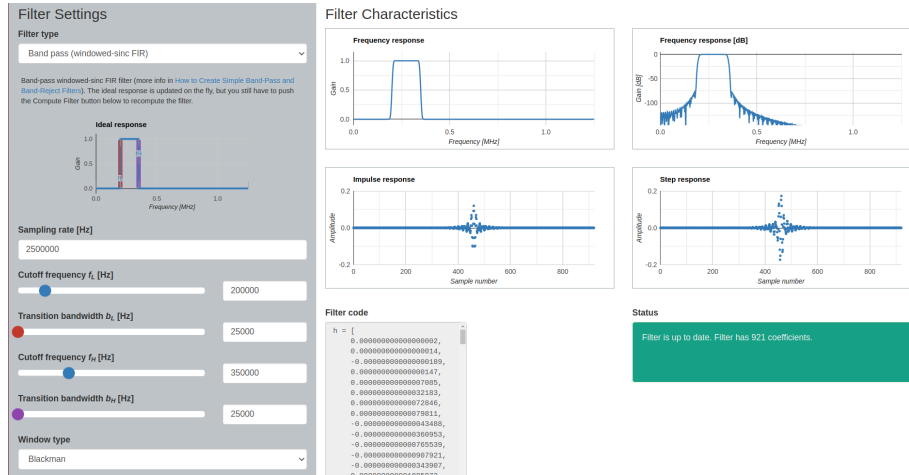 Filter Settings
Filter type
Band pass (windowed-sinc FIR)
Band-pass windowed-sinc FIR filter (more info in How to Create Simple Band-Pass and
Band-Reject Filters). The ideal response is updated on the fly, but you still have to push
the Compute Filter button below to recompute the filter.
Ideal response
Gain
1.0
0.5
0.0
0.0 0.5 1.0
Frequency [MHz]
Sampling rate [Hz]
2500000
Cutoff frequency fL [Hz]
200000
Transition bandwidth bL [Hz]
25000
Cutoff frequency fH [Hz]
350000
Transition bandwidth bH [Hz]
25000
Window type
Blackman
Filter Characteristics
Frequency response
Gain
1.0
0.5
0.0
0.0 0.5 1.0
Frequency [MHz]
Frequency response [dB]
Gain [dB]
0
-50
-100
0.0 0.5 1.0
Frequency [MHz]
Impulse response
Amplitude
0.2
0.0
-0.2
0 200 400 600 800
Sample number
Step response
Amplitude
0.2
0.0
-0.2
0 200 400 600 800
Sample number
Filter code
h = [
0.000000000000000002,
0.000000000000000014,
-0.000000000000000189,
0.000000000000000147,
0.000000000000007085,
0.000000000000032183,
0.000000000000072846,
0.000000000000079811,
-0.000000000000043488,
-0.000000000000360953,
-0.000000000000765539,
-0.000000000000907921,
-0.000000000000343907,
Status
Filter is up to date. Filter has 921 coefficients.